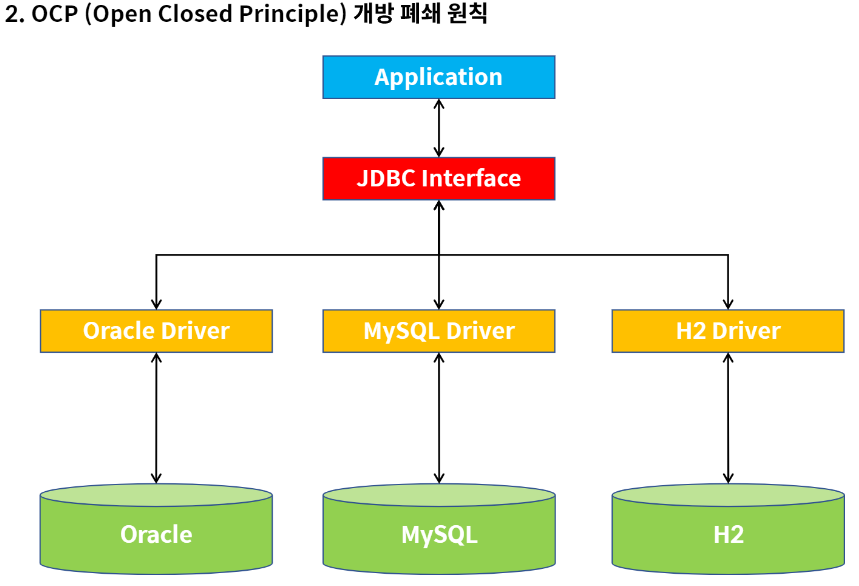 2. OCP (Open Closed Principle) 개방 폐쇄 원칙
Application
JDBC Interface
Oracle Driver
MySQL Driver
H2 Driver
Oracle
MySQL
H2